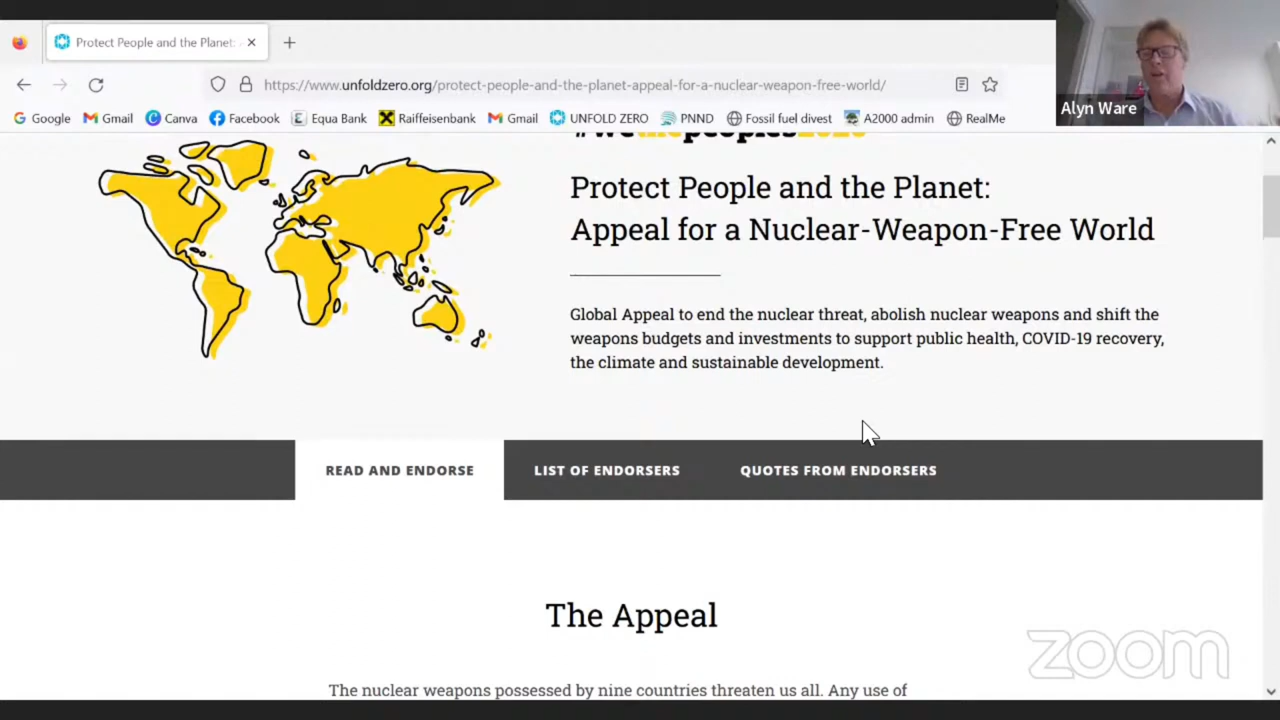 Protect People and the Planet:
https://www.unfoldzero.org/protect-people-and-the-planet-appeal-for-a-nuclear-weapon-free-world/
Alyn Ware
Google Gmail Canva Facebook Equa Bank Raiffeisenbank Gmail UNFOLD ZERO PNND Fossil fuel divest A2000 admin RealMe
#wethepeoples2020
Protect People and the Planet:
Appeal for a Nuclear-Weapon-Free World
Global Appeal to end the nuclear threat, abolish nuclear weapons and shift the
weapons budgets and investments to support public health, COVID-19 recovery,
the climate and sustainable development.
READ AND ENDORSE LIST OF ENDORSERS QUOTES FROM ENDORSERS
The Appeal
The nuclear weapons possessed by nine countries threaten us all. Any use of
zoom